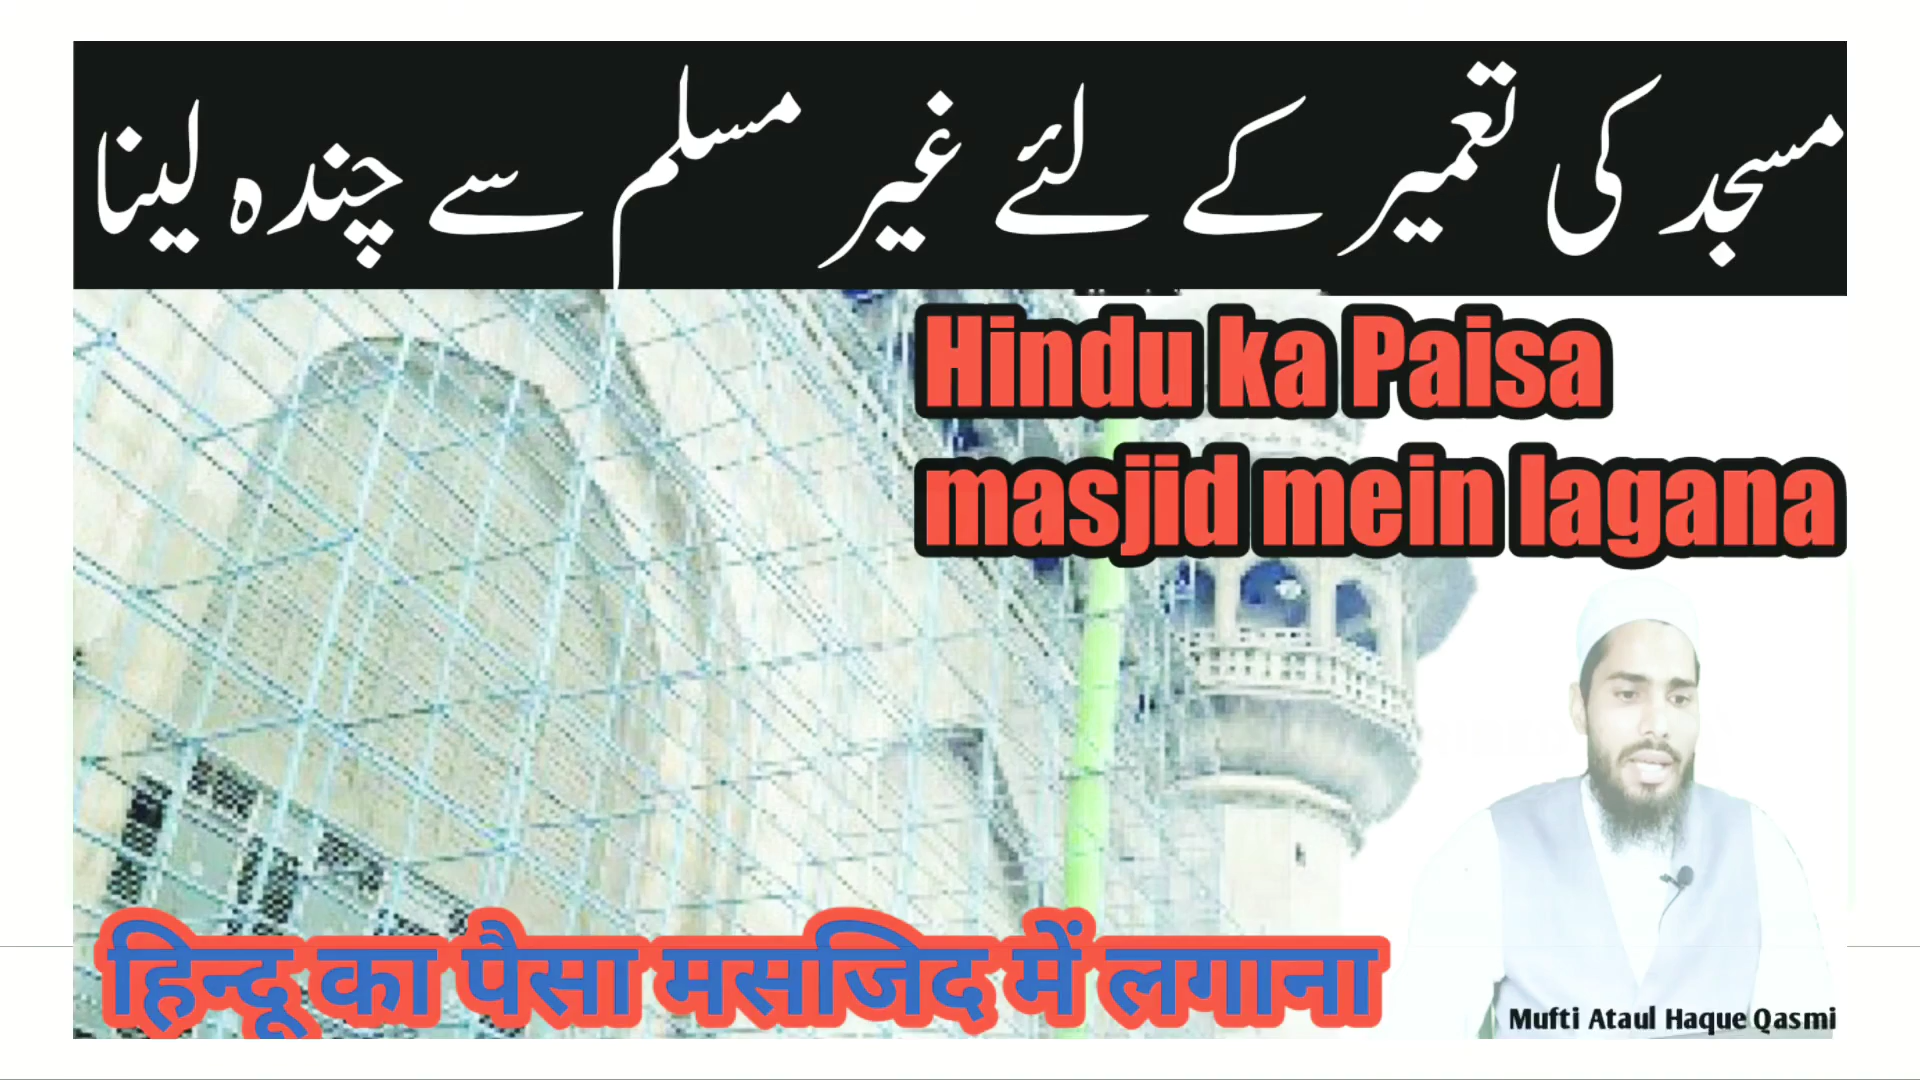 مسجد کی تعمیر کے لئے غیر مسلم سے چندہ لینا
Hindu ka Paisa
masjid mein lagana
हिन्दू का पैसा मसजिद में लगाना
Mufti Ataul Haque Qasmi